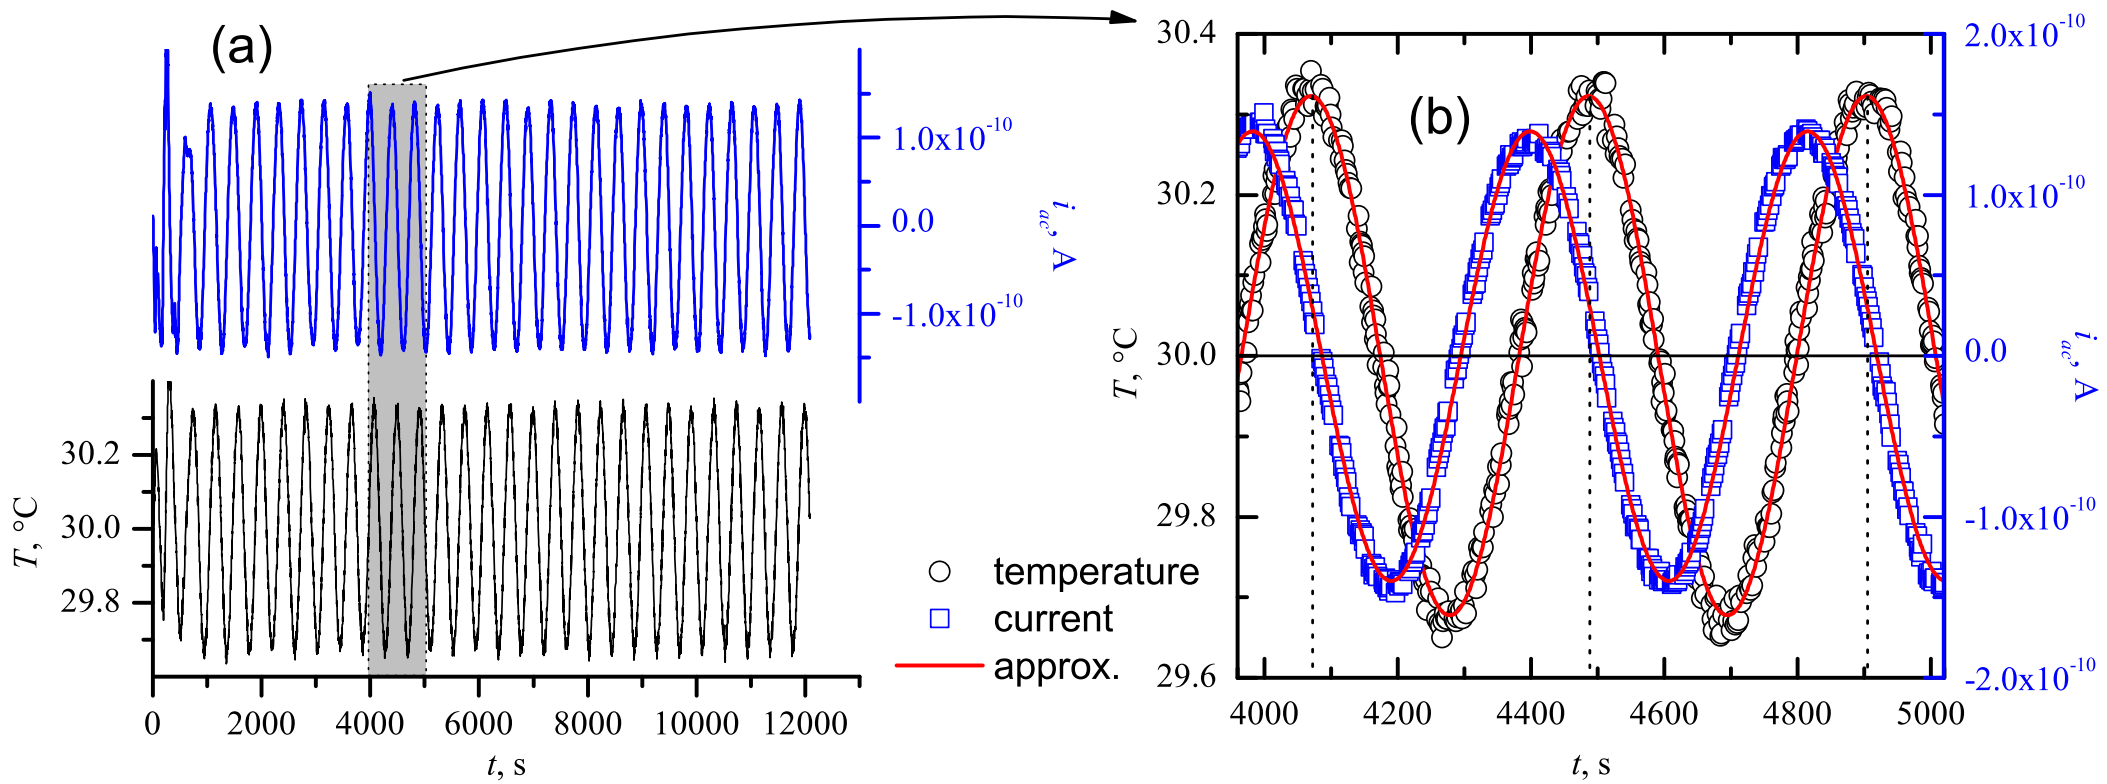 (a)
1.0x10⁻¹⁰
0.0
-1.0x10⁻¹⁰
i_ac, A
30.2
30.0
29.8
T, °C
0 2000 4000 6000 8000 10000 12000
t, s
temperature
current
approx.
(b)
30.4
30.2
30.0
29.8
29.6
T, °C
2.0x10⁻¹⁰
1.0x10⁻¹⁰
0.0
-1.0x10⁻¹⁰
-2.0x10⁻¹⁰
i_ac, A
4000 4200 4400 4600 4800 5000
t, s